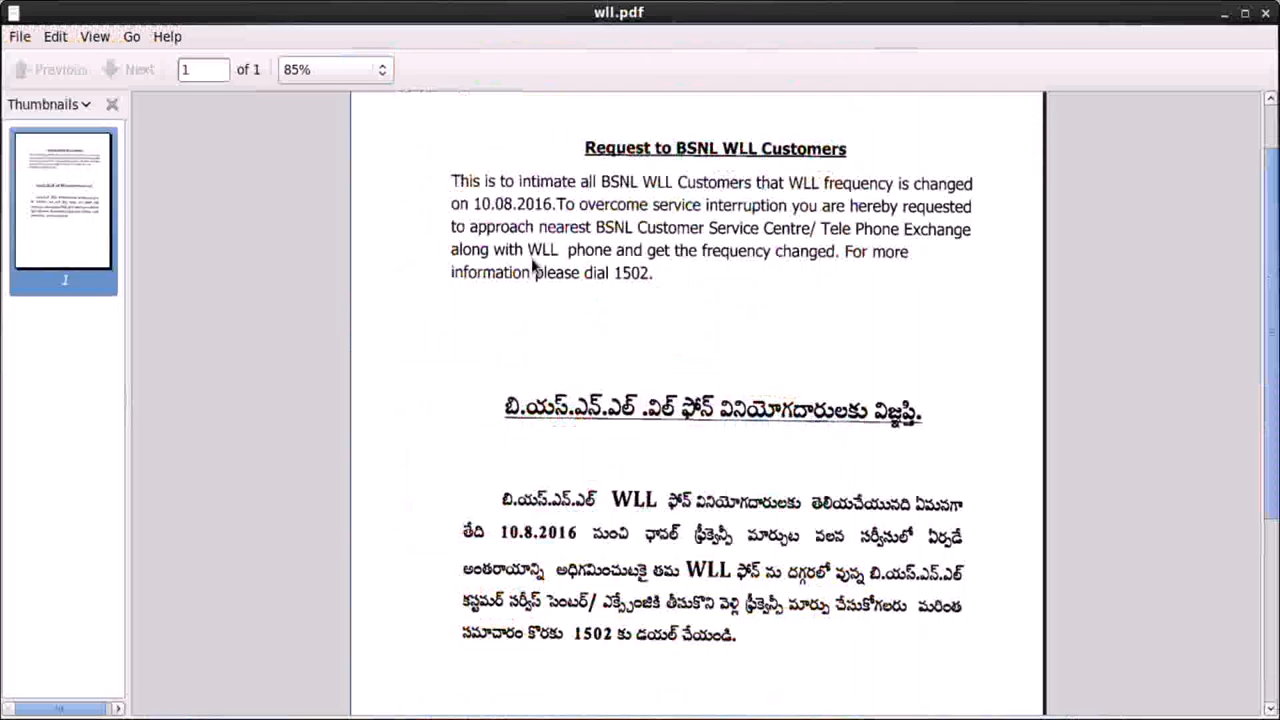 wll.pdf
File Edit View Go Help
Previous Next 1 of 1 85%
Thumbnails
1
Request to BSNL WLL Customers
This is to intimate all BSNL WLL Customers that WLL frequency is changed
on 10.08.2016.To overcome service interruption you are hereby requested
to approach nearest BSNL Customer Service Centre/ Tele Phone Exchange
along with WLL phone and get the frequency changed. For more
information please dial 1502.
బి.యస్.ఎన్.ఎల్ .విల్ ఫోన్ వినియోగదారులకు విజ్ఞప్తి.
బి.యస్.ఎన్.ఎల్ WLL ఫోన్ వినియోగదారులకు తెలియచేయునది ఏమనగా
తేది 10.8.2016 నుంచి ఛానల్ ఫ్రీక్వెన్సీ మార్చుట వలన సర్వీసులో ఏర్పడే
అంతరాయాన్ని అధిగమించుటకై తమ WLL ఫోన్ ను దగ్గరలో వున్న బి.యస్.ఎన్.ఎల్
కస్టమర్ సర్వీస్ సెంటర్/ ఎక్స్ఛేంజికి తీసుకొని వెళ్లి ఫ్రీక్వెన్సీ మార్పు చేసుకోగలరు మరింత
సమాచారం కొరకు 1502 కు డయల్ చేయండి.